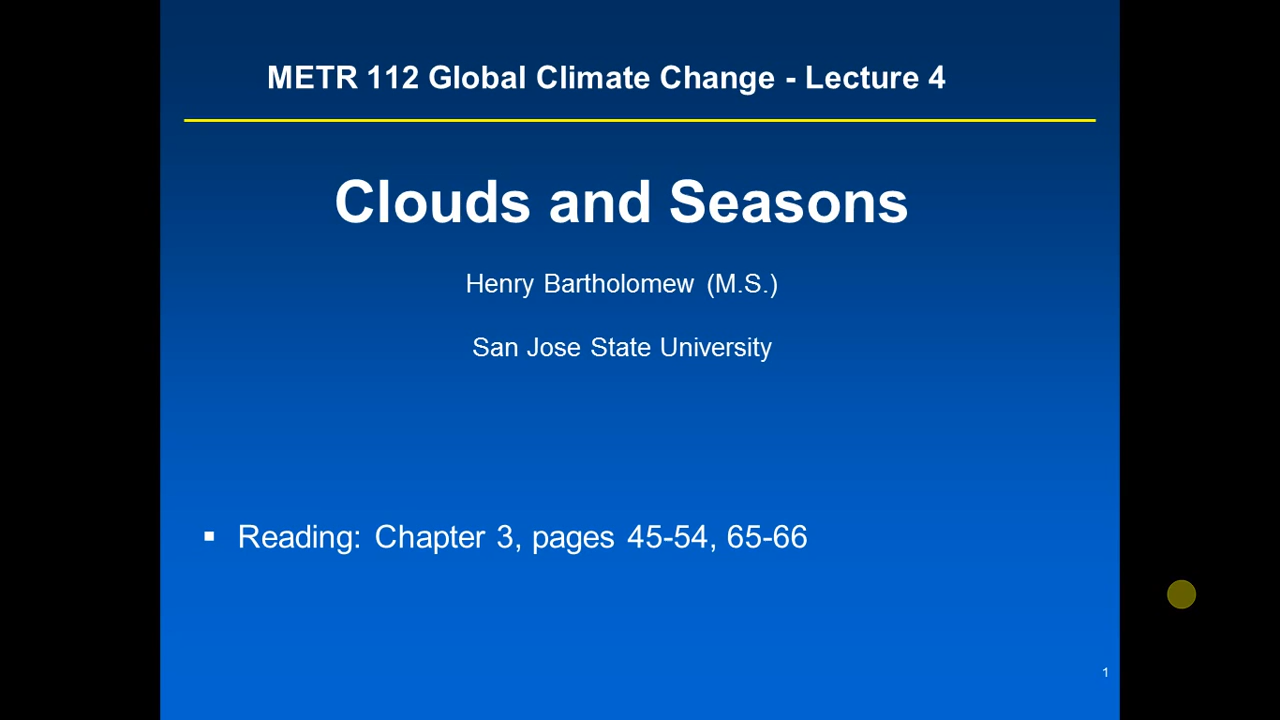 METR 112 Global Climate Change - Lecture 4
Clouds and Seasons
Henry Bartholomew (M.S.)
San Jose State University
▪ Reading: Chapter 3, pages 45-54, 65-66
1